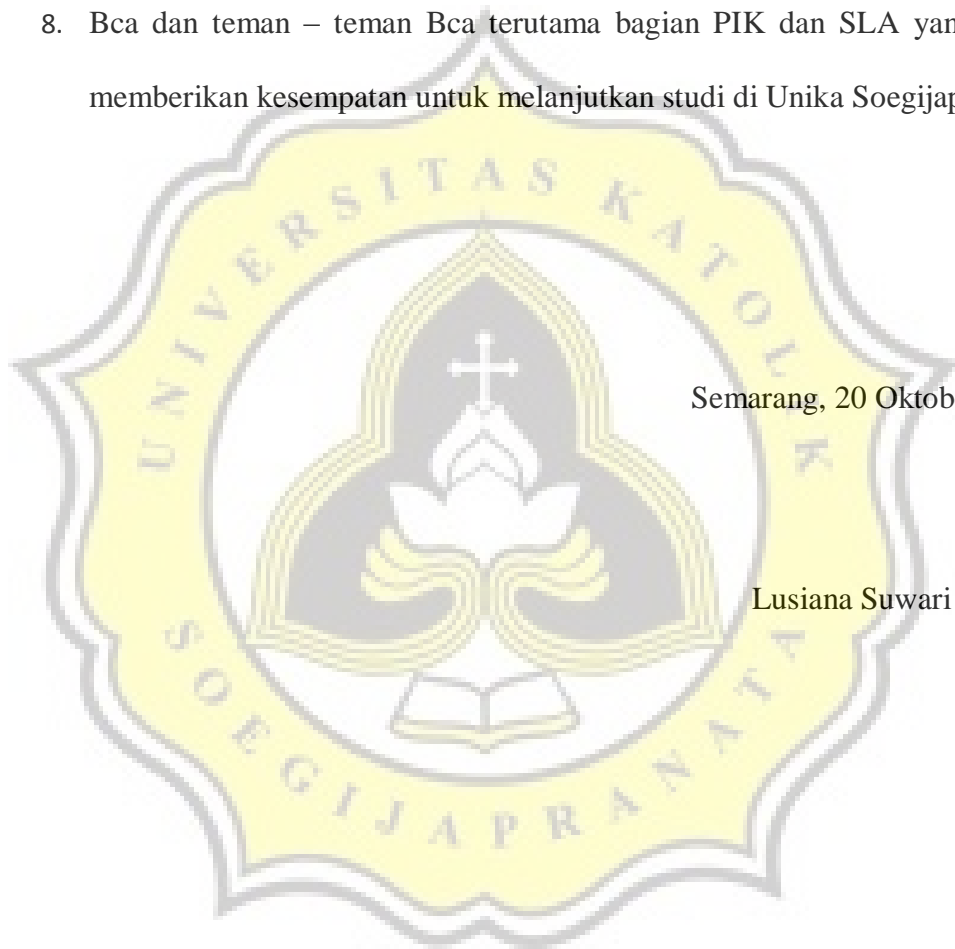 8. Bca dan teman – teman Bca terutama bagian PIK dan SLA yan
memberikan kesempatan untuk melanjutkan studi di Unika Soegijap
UNIVERSITAS KATOLIK
Semarang, 20 Oktob
Lusiana Suwari
SOEGIJAPRANATA